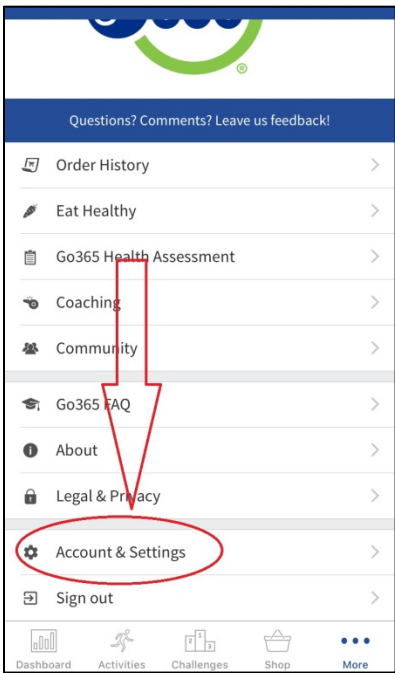 ®
Questions? Comments? Leave us feedback!
Order History
Eat Healthy
Go365 Health Assessment
Coaching
Community
Go365 FAQ
About
Legal & Privacy
Account & Settings
Sign out
Dashboard Activities Challenges Shop More